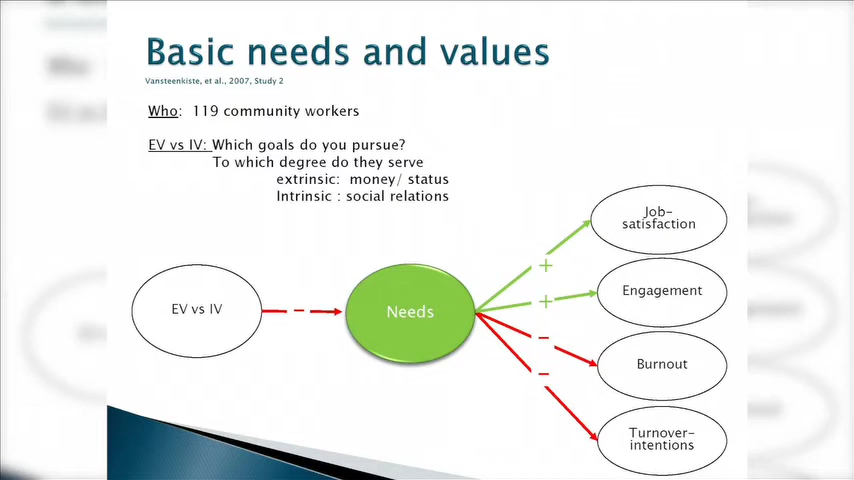 Basic needs and values
Vansteenkiste, et al., 2007, Study 2
Who: 119 community workers
EV vs IV: Which goals do you pursue?
To which degree do they serve
extrinsic: money/ status
Intrinsic : social relations
EV vs IV
−
Needs
+
+
−
−
Job-
satisfaction
Engagement
Burnout
Turnover-
intentions